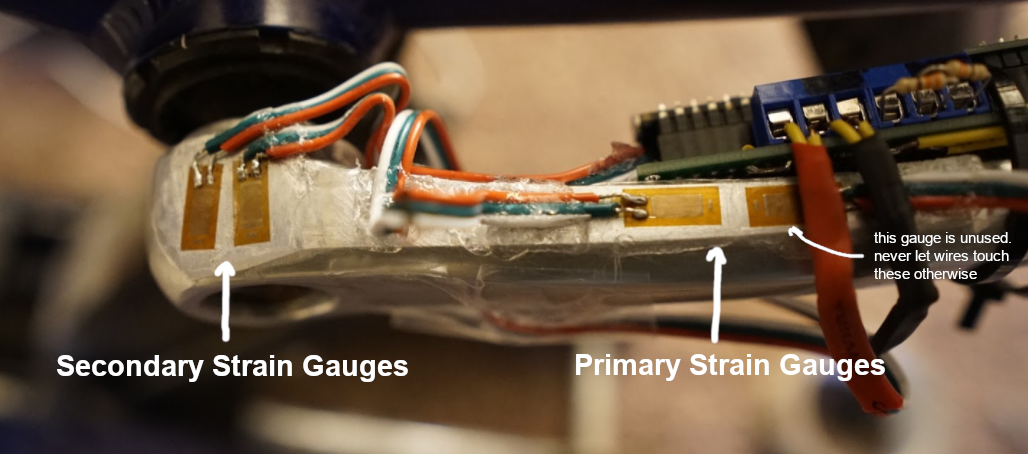 this gauge is unused.
never let wires touch
these otherwise
Secondary Strain Gauges
Primary Strain Gauges